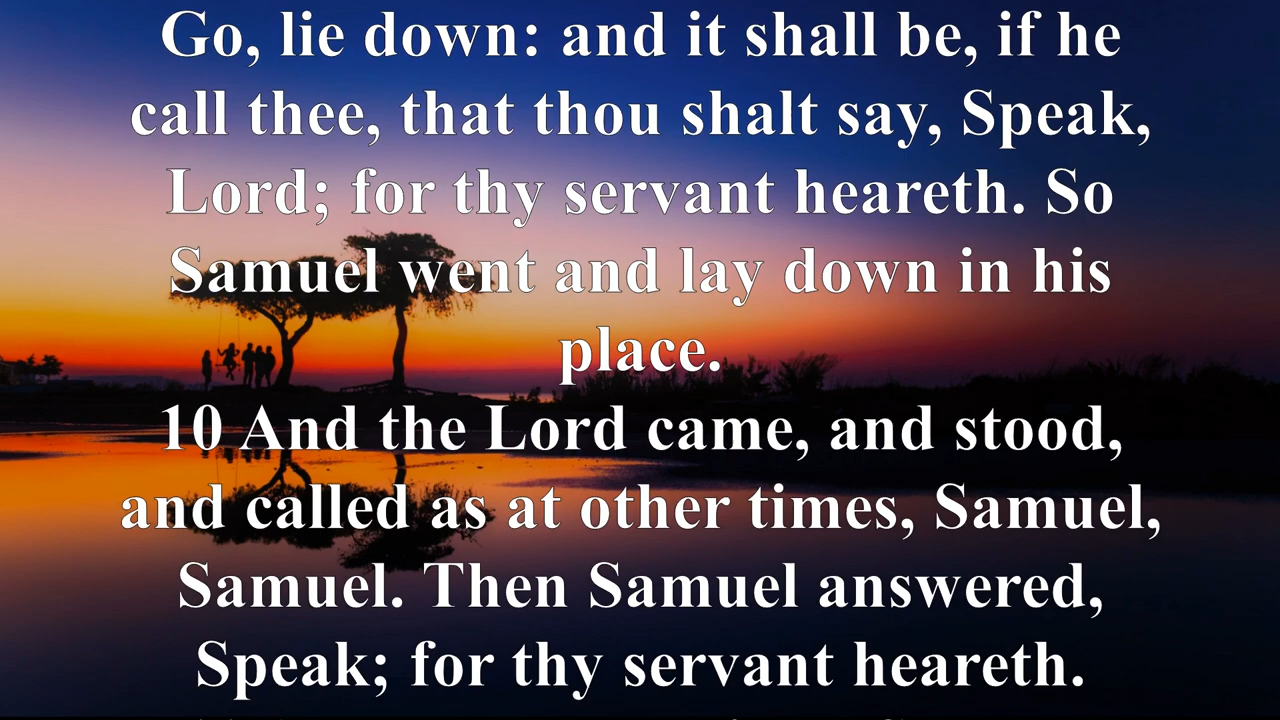 Go, lie down: and it shall be, if he
call thee, that thou shalt say, Speak,
Lord; for thy servant heareth. So
Samuel went and lay down in his
place.
10 And the Lord came, and stood,
and called as at other times, Samuel,
Samuel. Then Samuel answered,
Speak; for thy servant heareth.